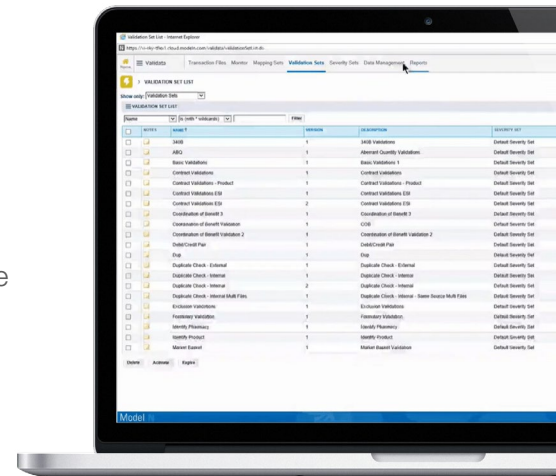 e
Validation Set List - Internet Explorer
Home Validata Transaction Files Monitor Mapping Sets Validation Sets Severity Sets Data Management Reports
VALIDATION SET LIST
Show only: Validation Sets
VALIDATION SET LIST
Name is (with * wildcards) Filter
NOTES NAME VERSION DESCRIPTION SEVERITY SET
340B 1 340B Validations Default Severity Set
ABQ 1 Aberrant Quantity Validations Default Severity Set
Basic Validations 1 Basic Validations 1 Default Severity Set
Contract Validations 1 Contract Validations Default Severity Set
Contract Validations - Product 1 Contract Validations - Product Default Severity Set
Contract Validations ESI 1 Contract Validations ESI Default Severity Set
Contract Validations ESI 2 Contract Validations ESI Default Severity Set
Coordination of Benefit 3 1 Coordination of Benefit 3 Default Severity Set
Coordination of Benefit Validation 1 COB Default Severity Set
Coordination of Benefit Validation 2 1 Coordination of Benefit Validation 2 Default Severity Set
Debit/Credit Pair 1 Debit/Credit Pair Default Severity Set
Dup 1 Dup Default Severity Set
Duplicate Check - External 1 Duplicate Check - External Default Severity Set
Duplicate Check - Internal 1 Duplicate Check - Internal Default Severity Set
Duplicate Check - Internal 2 Duplicate Check - Internal Default Severity Set
Duplicate Check - Internal Multi Files 1 Duplicate Check - Internal - Same Source Multi Files Default Severity Set
Exclusion Validations 1 Exclusion Validations Default Severity Set
Formulary Validation 1 Formulary Validation Default Severity Set
Identify Pharmacy 1 Identify Pharmacy Default Severity Set
Identify Product 1 Identify Product Default Severity Set
Market Basket 1 Market Basket Validation Default Severity Set
Delete Activate Expire
Model N